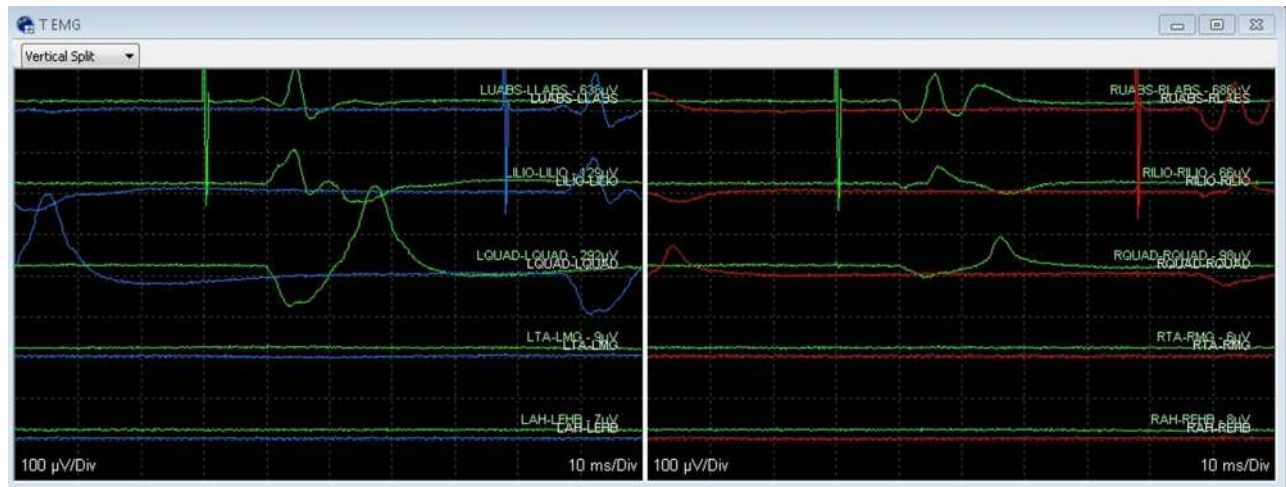 T EMG
Vertical Split
LUABS-LLABS - 638µV
LUABS-LLABS
LILIO-LILIO - 129µV
LILIO-LILIO
LQUAD-LQUAD - 292µV
LQUAD-LQUAD
LTA-LMG - 9µV
LTA-LMG
LAH-LEHB - 7µV
LAH-LEHB
100 µV/Div
10 ms/Div
RUABS-RLABS - 686µV
RUABS-RLABS
RILIO-RILIO - 66µV
RILIO-RILIO
RQUAD-RQUAD - 98µV
RQUAD-RQUAD
RTA-RMG - 6µV
RTA-RMG
RAH-REHB - 8µV
RAH-REHB
100 µV/Div
10 ms/Div